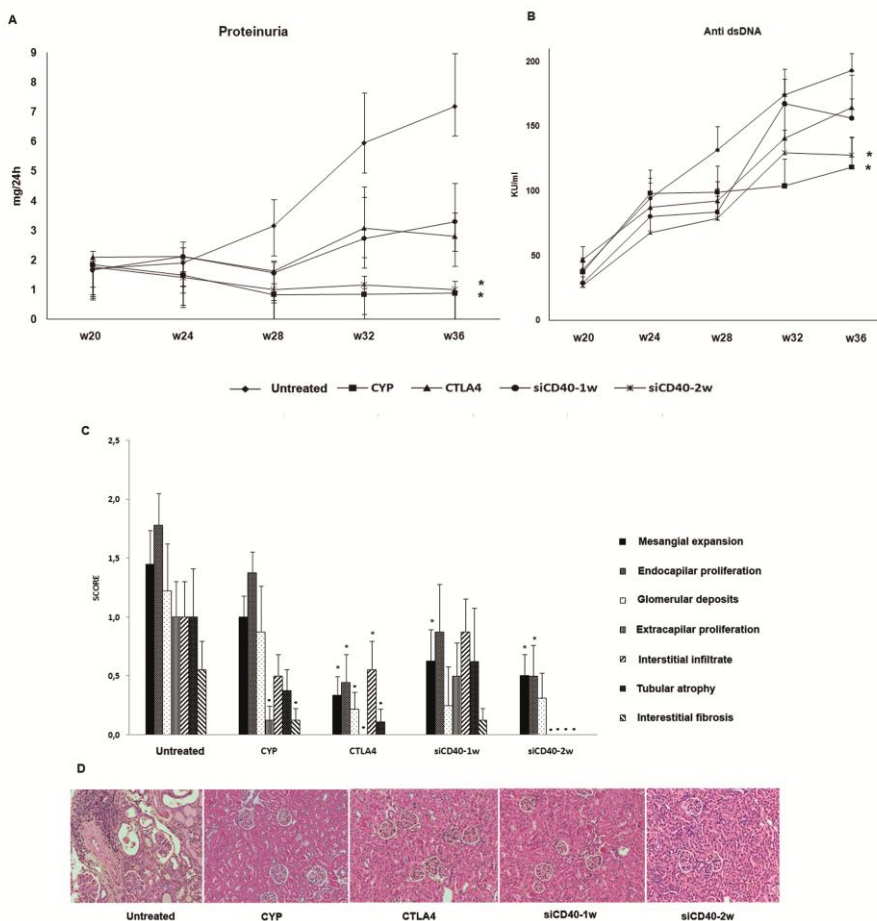 A
Proteinuria
mg/24h
9
8
7
6
5
4
3
2
1
0
w20 w24 w28 w32 w36
*
*
B
Anti dsDNA
KU/ml
200
150
100
50
0
w20 w24 w28 w32 w36
*
*
Untreated CYP CTLA4 siCD40-1w siCD40-2w
C
SCORE
2,5
2,0
1,5
1,0
0,5
0,0
Untreated CYP CTLA4 siCD40-1w siCD40-2w
Mesangial expansion
Endocapilar proliferation
Glomerular deposits
Extracapilar proliferation
Interstitial infiltrate
Tubular atrophy
Interestitial fibrosis
D
Untreated CYP CTLA4 siCD40-1w siCD40-2w